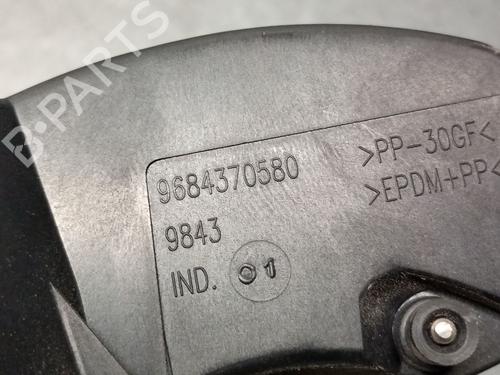 B-PARTS
9684370580
9843
IND. 01
>PP-30GF<
>EPDM+PP<